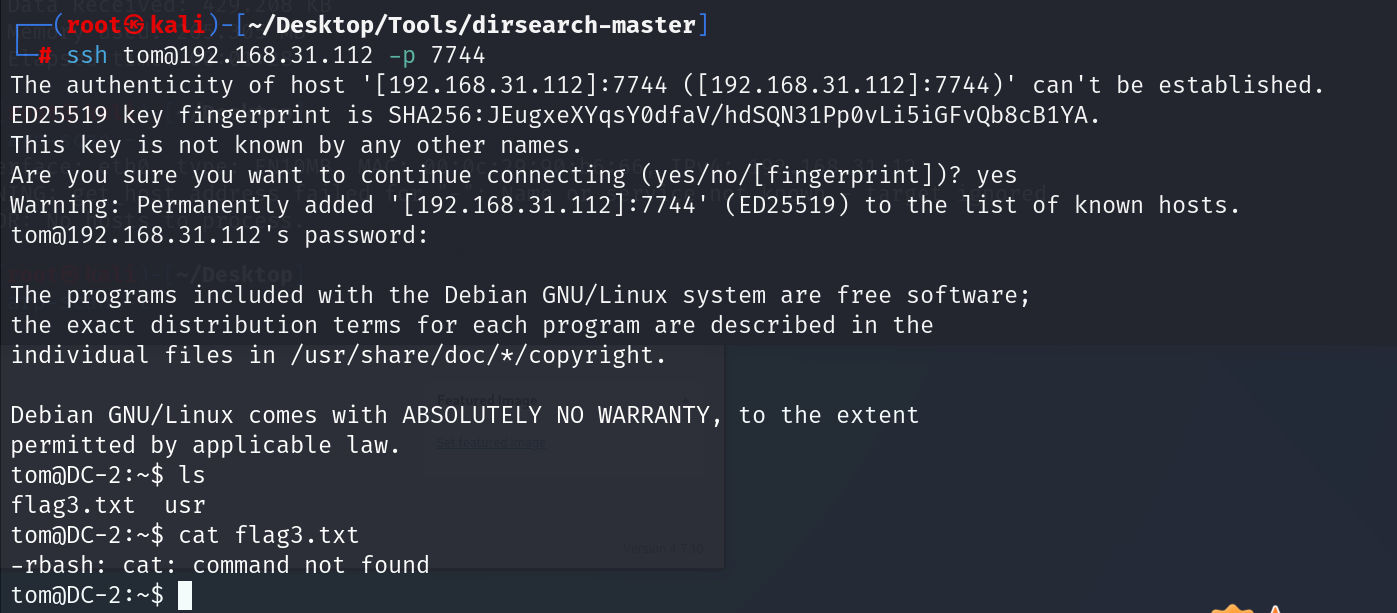 ┌──(root㉿kali)-[~/Desktop/Tools/dirsearch-master]
└─# ssh tom@192.168.31.112 -p 7744
The authenticity of host '[192.168.31.112]:7744 ([192.168.31.112]:7744)' can't be established.
ED25519 key fingerprint is SHA256:JEugxeXYqsY0dfaV/hdSQN31Pp0vLi5iGFvQb8cB1YA.
This key is not known by any other names.
Are you sure you want to continue connecting (yes/no/[fingerprint])? yes
Warning: Permanently added '[192.168.31.112]:7744' (ED25519) to the list of known hosts.
tom@192.168.31.112's password:
The programs included with the Debian GNU/Linux system are free software;
the exact distribution terms for each program are described in the
individual files in /usr/share/doc/*/copyright.
Debian GNU/Linux comes with ABSOLUTELY NO WARRANTY, to the extent
permitted by applicable law.
tom@DC-2:~$ ls
flag3.txt  usr
tom@DC-2:~$ cat flag3.txt
-rbash: cat: command not found
tom@DC-2:~$